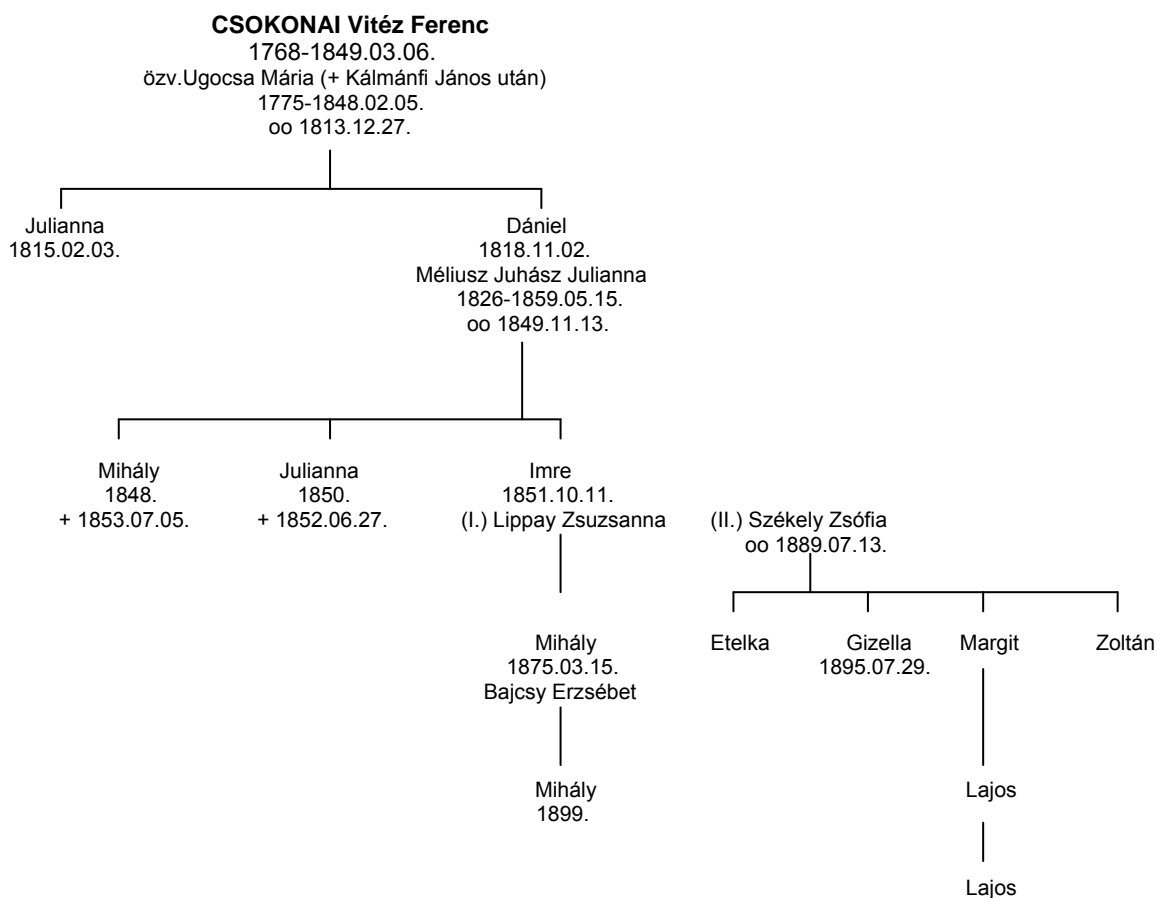 CSOKONAI Vitéz Ferenc
1768-1849.03.06.
özv.Ugocsa Mária (+ Kálmánfi János után)
1775-1848.02.05.
oo 1813.12.27.
Julianna
1815.02.03.
Dániel
1818.11.02.
Méliusz Juhász Julianna
1826-1859.05.15.
oo 1849.11.13.
Mihály
1848.
+ 1853.07.05.
Julianna
1850.
+ 1852.06.27.
Imre
1851.10.11.
(I.) Lippay Zsuzsanna
(II.) Székely Zsófia
oo 1889.07.13.
Mihály
1875.03.15.
Bajcsy Erzsébet
Etelka
Gizella
1895.07.29.
Margit
Zoltán
Mihály
1899.
Lajos
Lajos